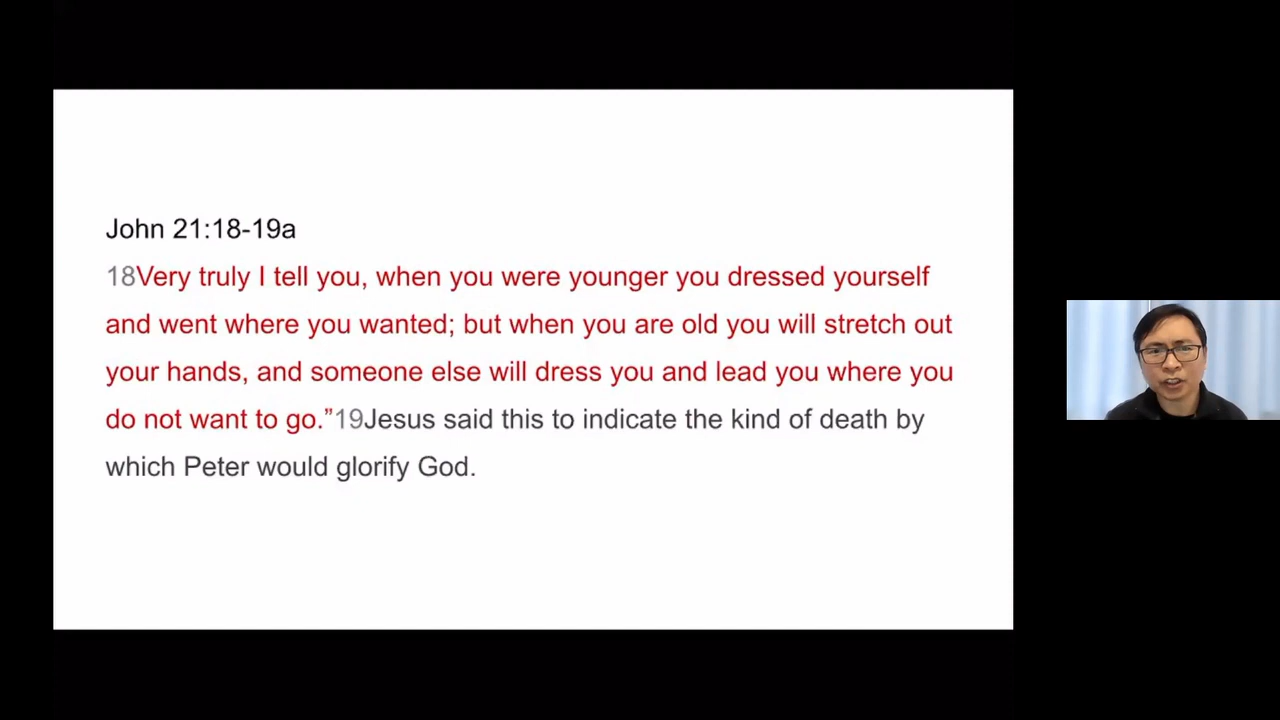 John 21:18-19a
18Very truly I tell you, when you were younger you dressed yourself
and went where you wanted; but when you are old you will stretch out
your hands, and someone else will dress you and lead you where you
do not want to go.”19Jesus said this to indicate the kind of death by
which Peter would glorify God.